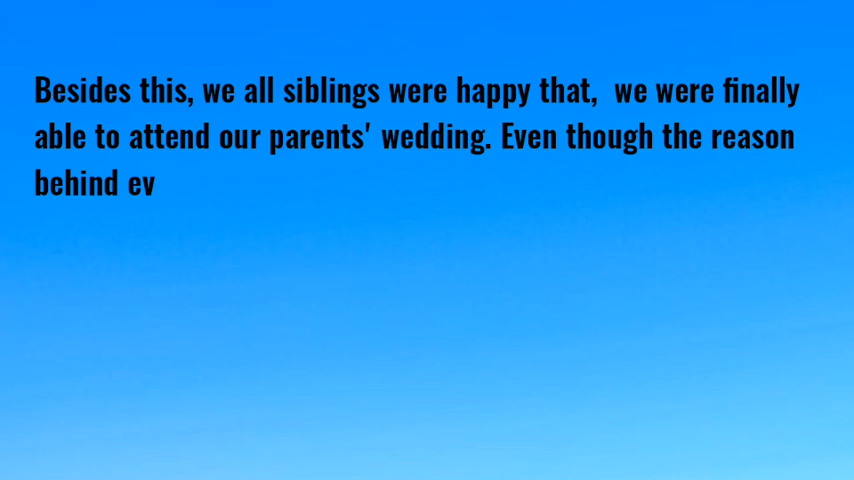 Besides this, we all siblings were happy that,  we were finally
able to attend our parents' wedding. Even though the reason
behind ev